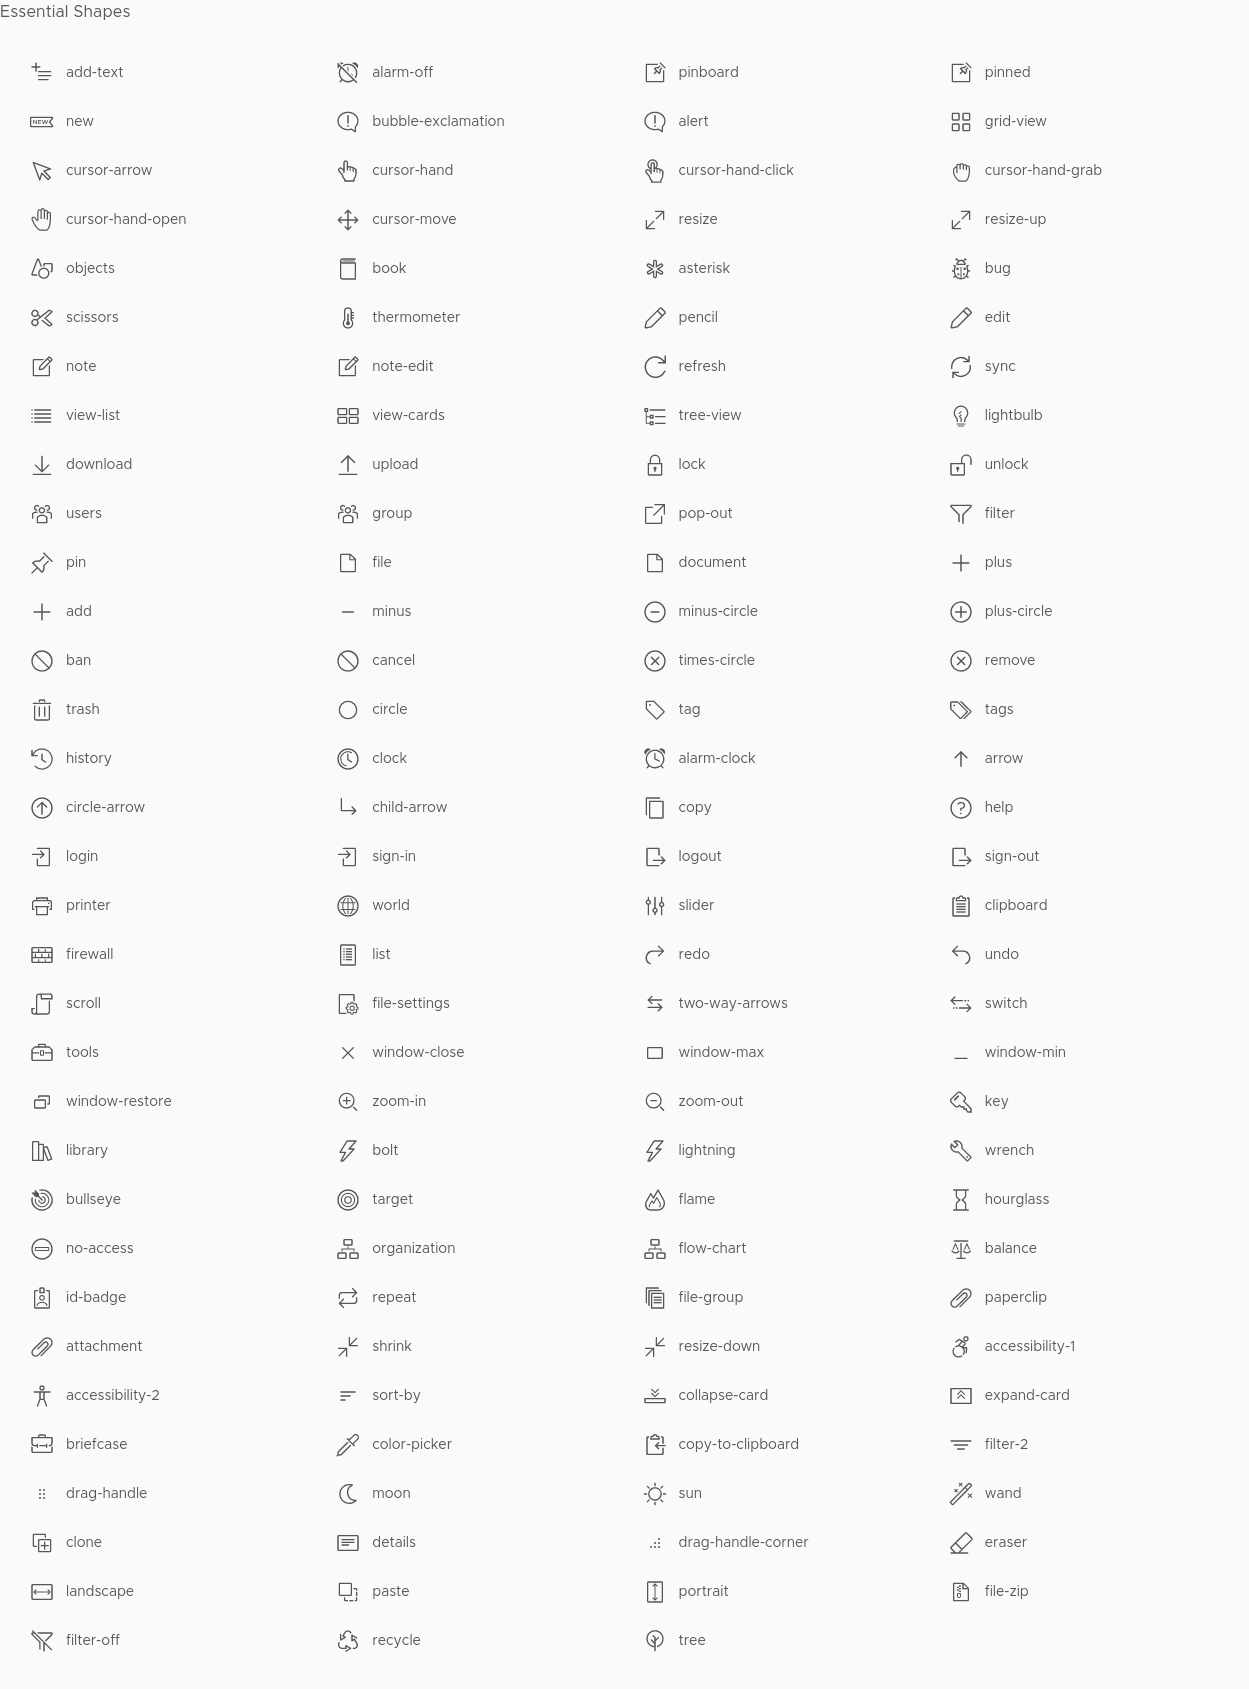 Essential Shapes
add-text alarm-off pinboard pinned
NEW new bubble-exclamation alert grid-view
cursor-arrow cursor-hand cursor-hand-click cursor-hand-grab
cursor-hand-open cursor-move resize resize-up
objects book asterisk bug
scissors thermometer pencil edit
note note-edit refresh sync
view-list view-cards tree-view lightbulb
download upload lock unlock
users group pop-out filter
pin file document plus
add minus minus-circle plus-circle
ban cancel times-circle remove
trash circle tag tags
history clock alarm-clock arrow
circle-arrow child-arrow copy help
login sign-in logout sign-out
printer world slider clipboard
firewall list redo undo
scroll file-settings two-way-arrows switch
tools window-close window-max window-min
window-restore zoom-in zoom-out key
library bolt lightning wrench
bullseye target flame hourglass
no-access organization flow-chart balance
id-badge repeat file-group paperclip
attachment shrink resize-down accessibility-1
accessibility-2 sort-by collapse-card expand-card
briefcase color-picker copy-to-clipboard filter-2
drag-handle moon sun wand
clone details drag-handle-corner eraser
landscape paste portrait file-zip
filter-off recycle tree